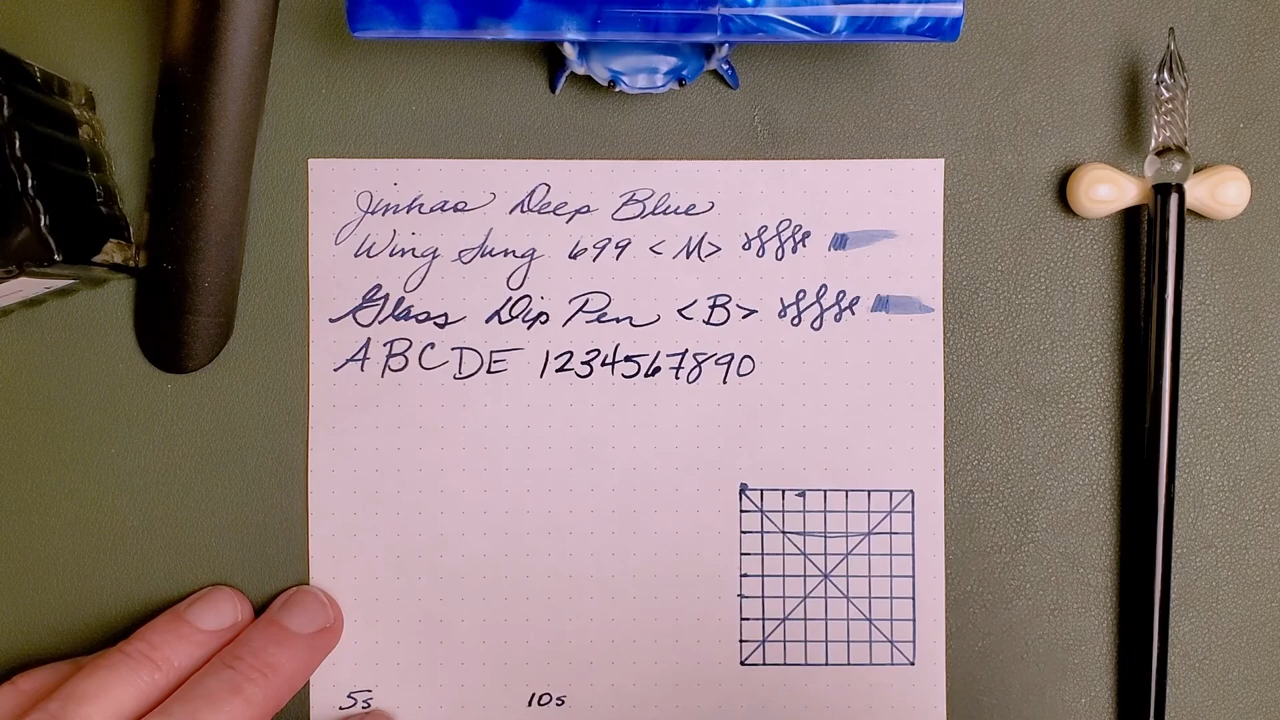 Jinhao Deep Blue
Wing Sung 699 <M>
Glass Dip Pen <B>
ABCDE 1234567890
5s 10s